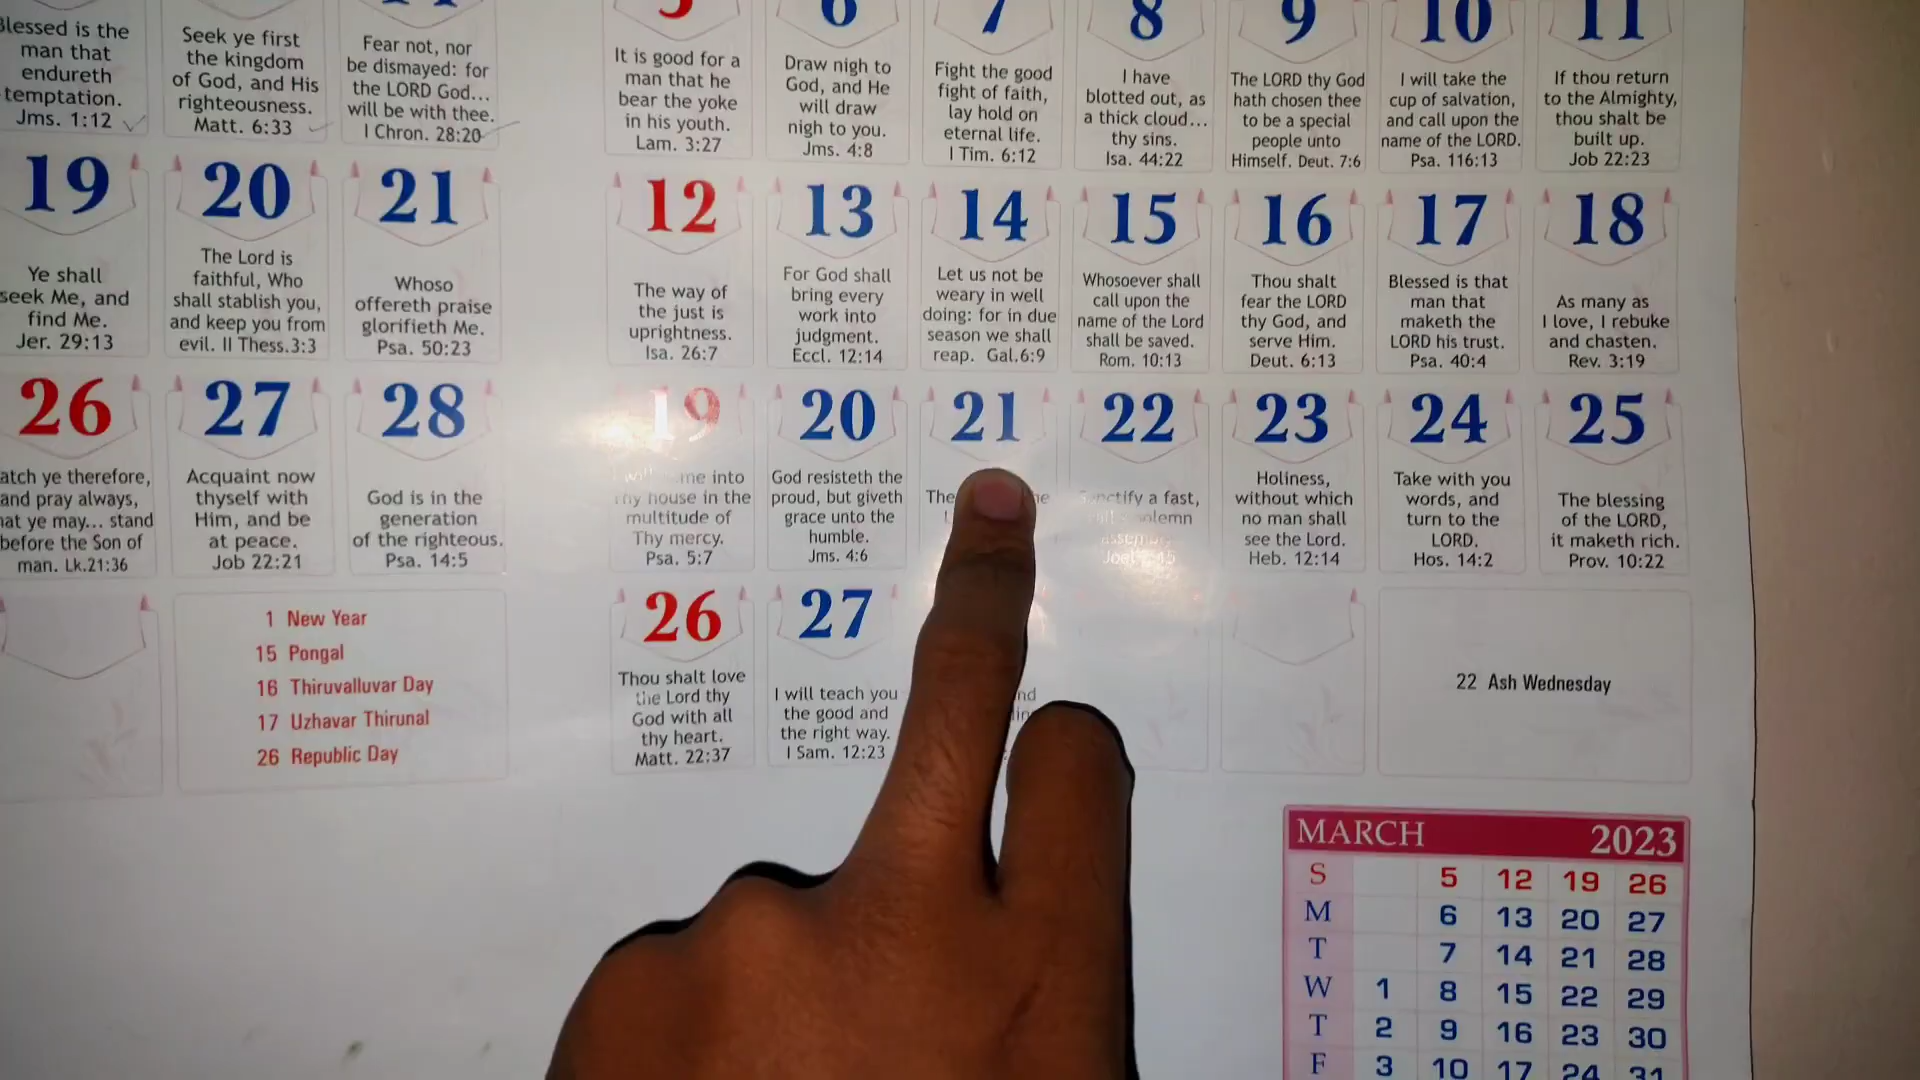 5
6
7
8
9
10
11
Blessed is the
man that
endureth
temptation.
Jms. 1:12
Seek ye first
the kingdom
of God, and His
righteousness.
Matt. 6:33
Fear not, nor
be dismayed: for
the LORD God...
will be with thee.
I Chron. 28:20
It is good for a
man that he
bear the yoke
in his youth.
Lam. 3:27
Draw nigh to
God, and He
will draw
nigh to you.
Jms. 4:8
Fight the good
fight of faith,
lay hold on
eternal life.
I Tim. 6:12
I have
blotted out, as
a thick cloud...
thy sins.
Isa. 44:22
The LORD thy God
hath chosen thee
to be a special
people unto
Himself. Deut. 7:6
I will take the
cup of salvation,
and call upon the
name of the LORD.
Psa. 116:13
If thou return
to the Almighty,
thou shalt be
built up.
Job 22:23
19
Ye shall
seek Me, and
find Me.
Jer. 29:13
20
The Lord is
faithful, Who
shall stablish you,
and keep you from
evil. II Thess.3:3
21
Whoso
offereth praise
glorifieth Me.
Psa. 50:23
12
The way of
the just is
uprightness.
Isa. 26:7
13
For God shall
bring every
work into
judgment.
Eccl. 12:14
14
Let us not be
weary in well
doing: for in due
season we shall
reap. Gal.6:9
15
Whosoever shall
call upon the
name of the Lord
shall be saved.
Rom. 10:13
16
Thou shalt
fear the LORD
thy God, and
serve Him.
Deut. 6:13
17
Blessed is that
man that
maketh the
LORD his trust.
Psa. 40:4
18
As many as
I love, I rebuke
and chasten.
Rev. 3:19
26
ye therefore,
and pray always,
ye may... stand
before the Son of
man. Lk.21:36
27
Acquaint now
thyself with
Him, and be
at peace.
Job 22:21
28
God is in the
generation
of the righteous.
Psa. 14:5
19
into
Thy house in the
multitude of
Thy mercy.
Psa. 5:7
20
God resisteth the
proud, but giveth
grace unto the
humble.
Jms. 4:6
21
The
22
Sanctify a fast,
solemn
assembly
Joel
23
Holiness,
without which
no man shall
see the Lord.
Heb. 12:14
24
Take with you
words, and
turn to the
LORD.
Hos. 14:2
25
The blessing
of the LORD,
it maketh rich.
Prov. 10:22
1 New Year
15 Pongal
16 Thiruvalluvar Day
17 Uzhavar Thirunal
26 Republic Day
26
Thou shalt love
the Lord thy
God with all
thy heart.
Matt. 22:37
27
I will teach you
the good and
the right way.
I Sam. 12:23
22 Ash Wednesday
MARCH 2023
S 5 12 19 26
M 6 13 20 27
T 7 14 21 28
W 1 8 15 22 29
T 2 9 16 23 30
F 3 10 17 24 31